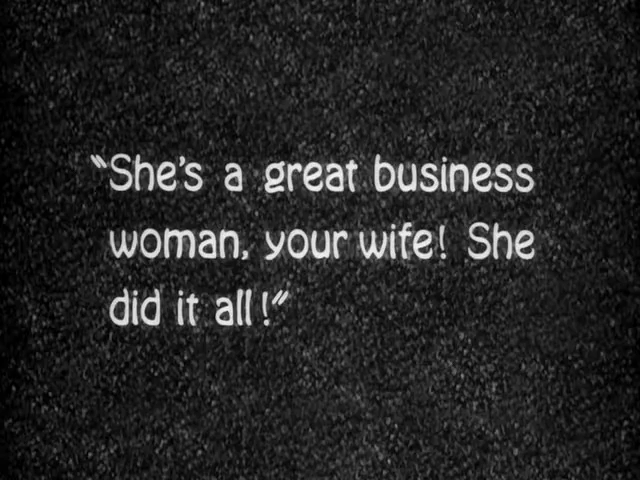 “She's a great business
woman, your wife! She
did it all!”